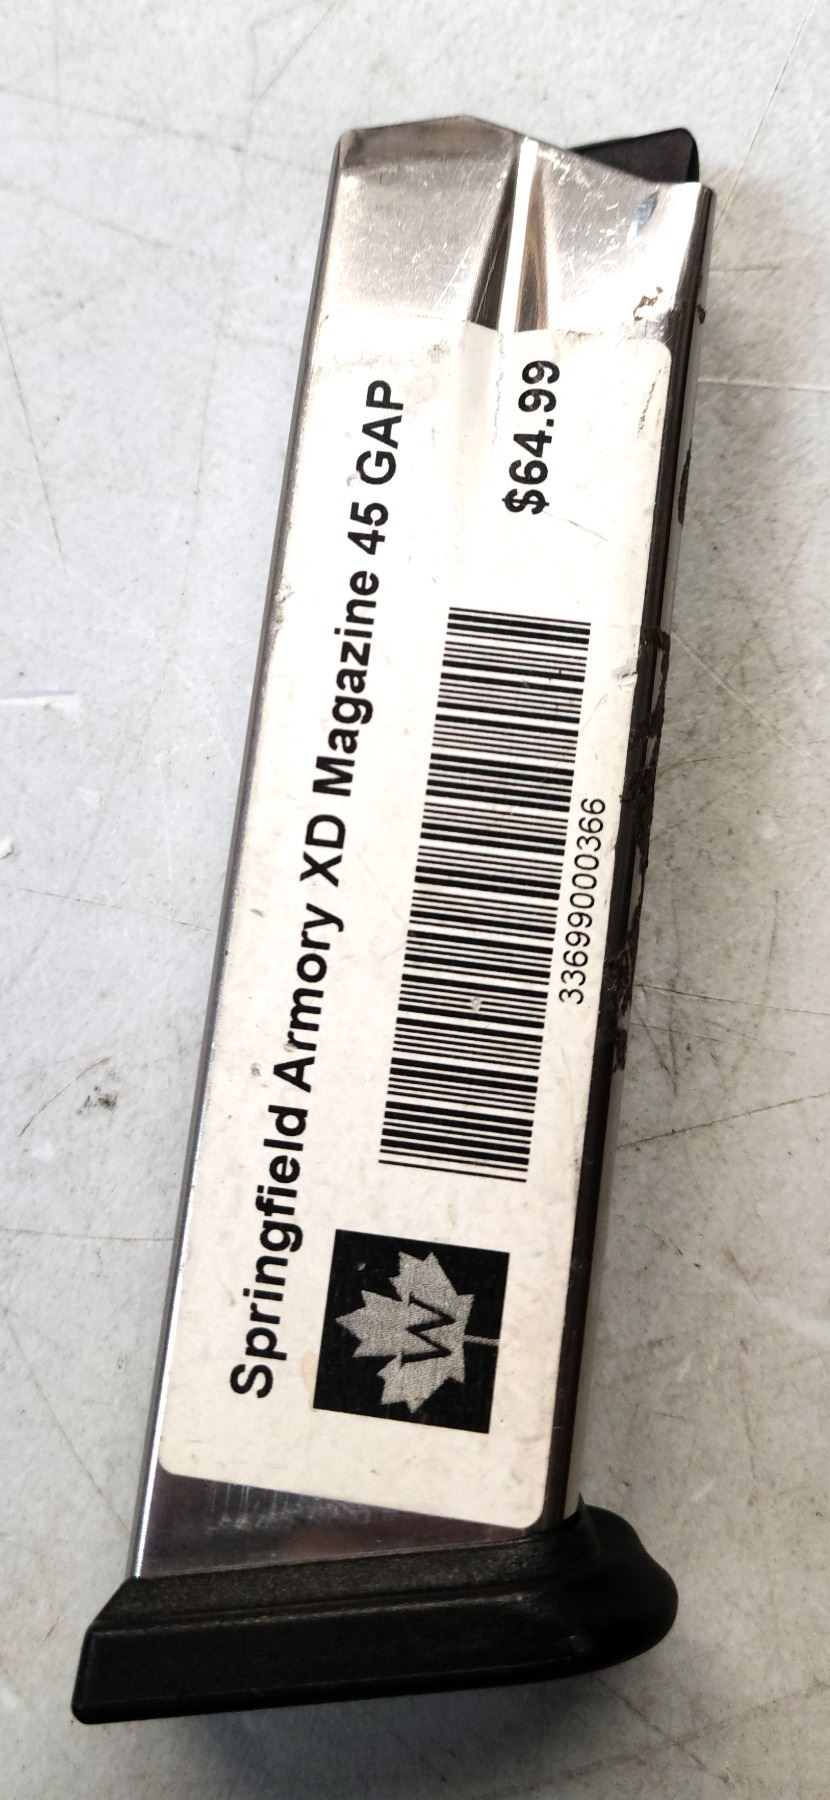 Springfield Armory XD Magazine 45 GAP
$64.99
33699000366
W